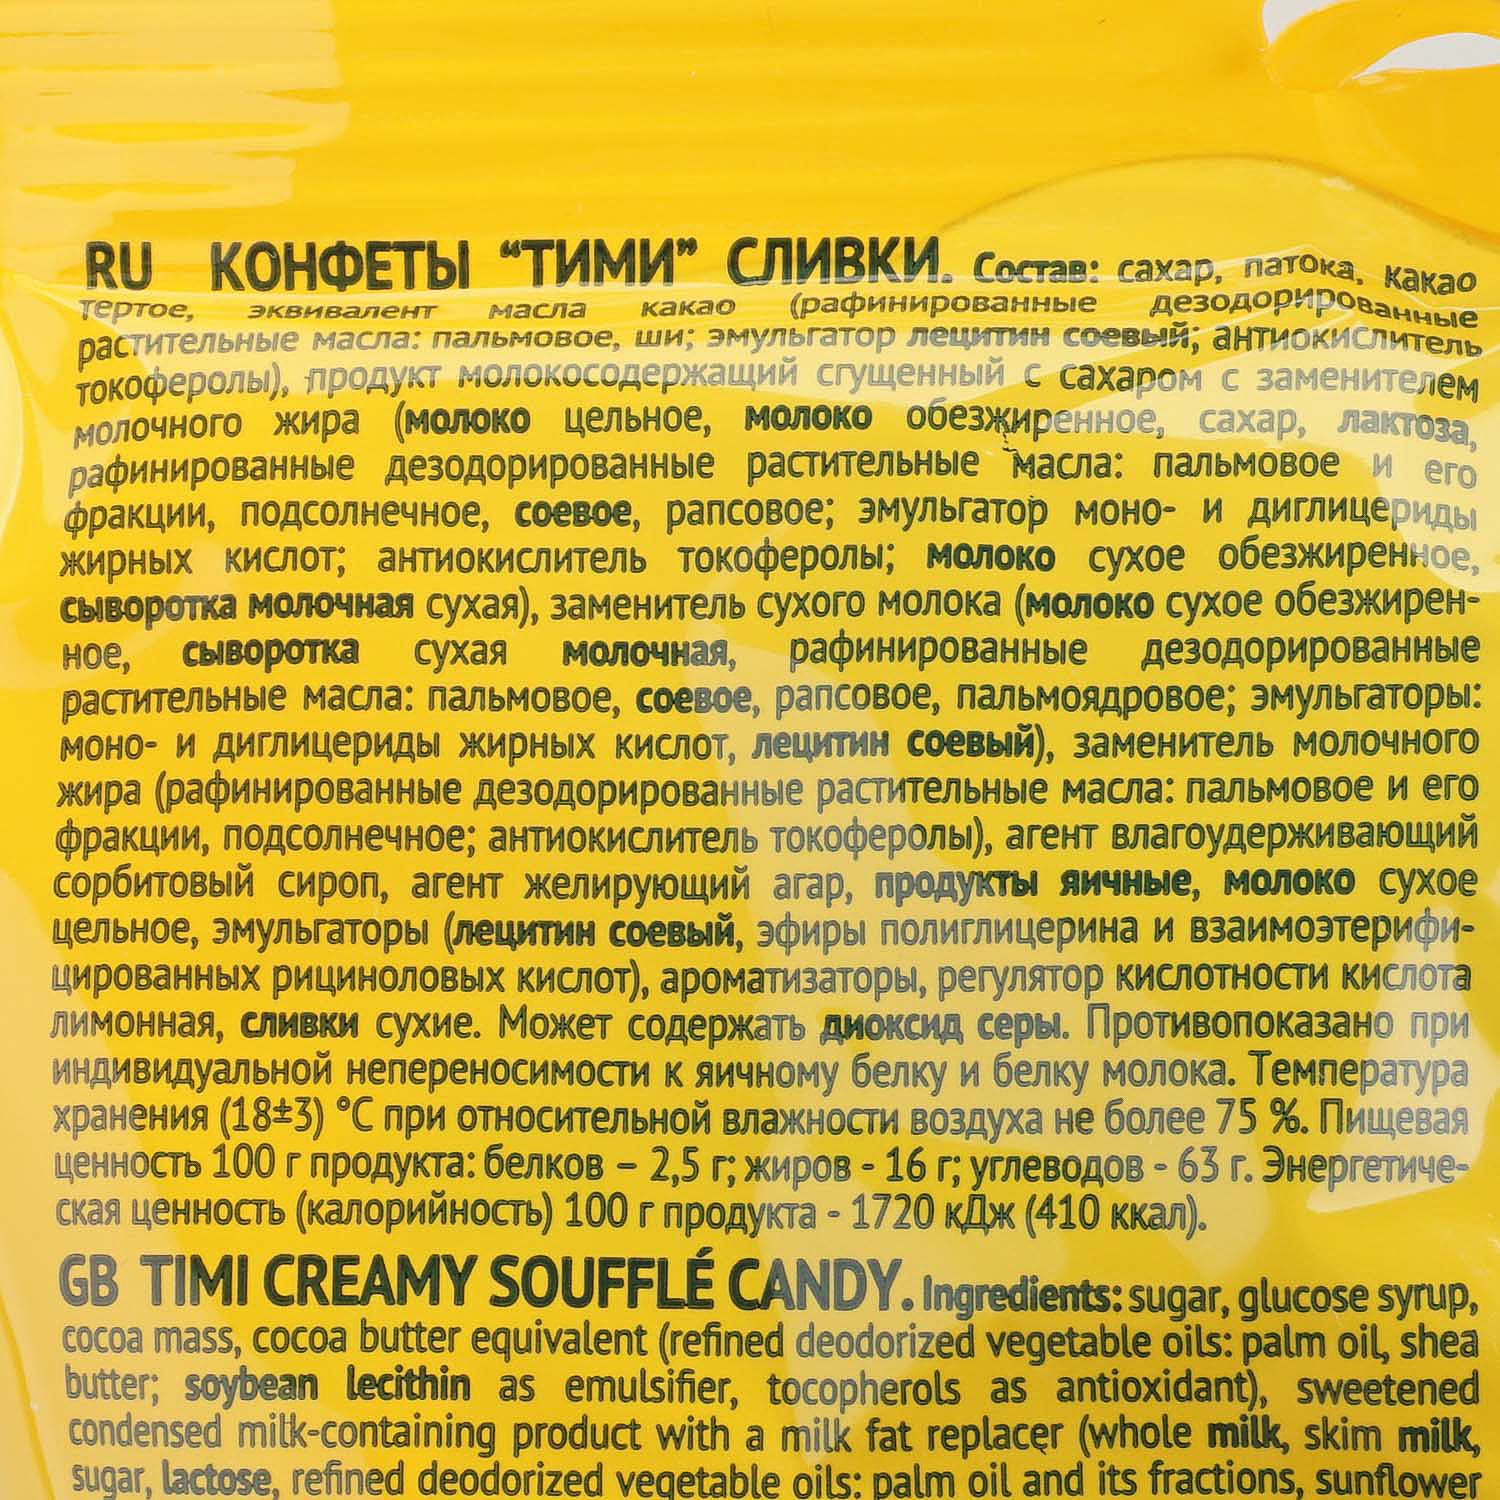 RU КОНФЕТЫ “ТИМИ” СЛИВКИ. Состав: сахар, патока, какао
тертое, эквивалент масла какао (рафинированные дезодорированные
растительные масла: пальмовое, ши; эмульгатор лецитин соевый; антиокислитель
токоферолы), продукт молокосодержащий сгущенный с сахаром с заменителем
молочного жира (молоко цельное, молоко обезжиренное, сахар, лактоза,
рафинированные дезодорированные растительные масла: пальмовое и его
фракции, подсолнечное, соевое, рапсовое; эмульгатор моно- и диглицериды
жирных кислот; антиокислитель токоферолы; молоко сухое обезжиренное,
сыворотка молочная сухая), заменитель сухого молока (молоко сухое обезжирен-
ное, сыворотка сухая молочная, рафинированные дезодорированные
растительные масла: пальмовое, соевое, рапсовое, пальмоядровое; эмульгаторы:
моно- и диглицериды жирных кислот, лецитин соевый), заменитель молочного
жира (рафинированные дезодорированные растительные масла: пальмовое и его
фракции, подсолнечное; антиокислитель токоферолы), агент влагоудерживающий
сорбитовый сироп, агент желирующий агар, продукты яичные, молоко сухое
цельное, эмульгаторы (лецитин соевый, эфиры полиглицерина и взаимоэтерифи-
цированных рициноловых кислот), ароматизаторы, регулятор кислотности кислота
лимонная, сливки сухие. Может содержать диоксид серы. Противопоказано при
индивидуальной непереносимости к яичному белку и белку молока. Температура
хранения (18±3) °С при относительной влажности воздуха не более 75 %. Пищевая
ценность 100 г продукта: белков – 2,5 г; жиров - 16 г; углеводов - 63 г. Энергетиче-
ская ценность (калорийность) 100 г продукта - 1720 кДж (410 ккал).
GB TIMI CREAMY SOUFFLÉ CANDY. Ingredients: sugar, glucose syrup,
cocoa mass, cocoa butter equivalent (refined deodorized vegetable oils: palm oil, shea
butter; soybean lecithin as emulsifier, tocopherols as antioxidant), sweetened
condensed milk-containing product with a milk fat replacer (whole milk, skim milk,
sugar, lactose, refined deodorized vegetable oils: palm oil and its fractions, sunflower